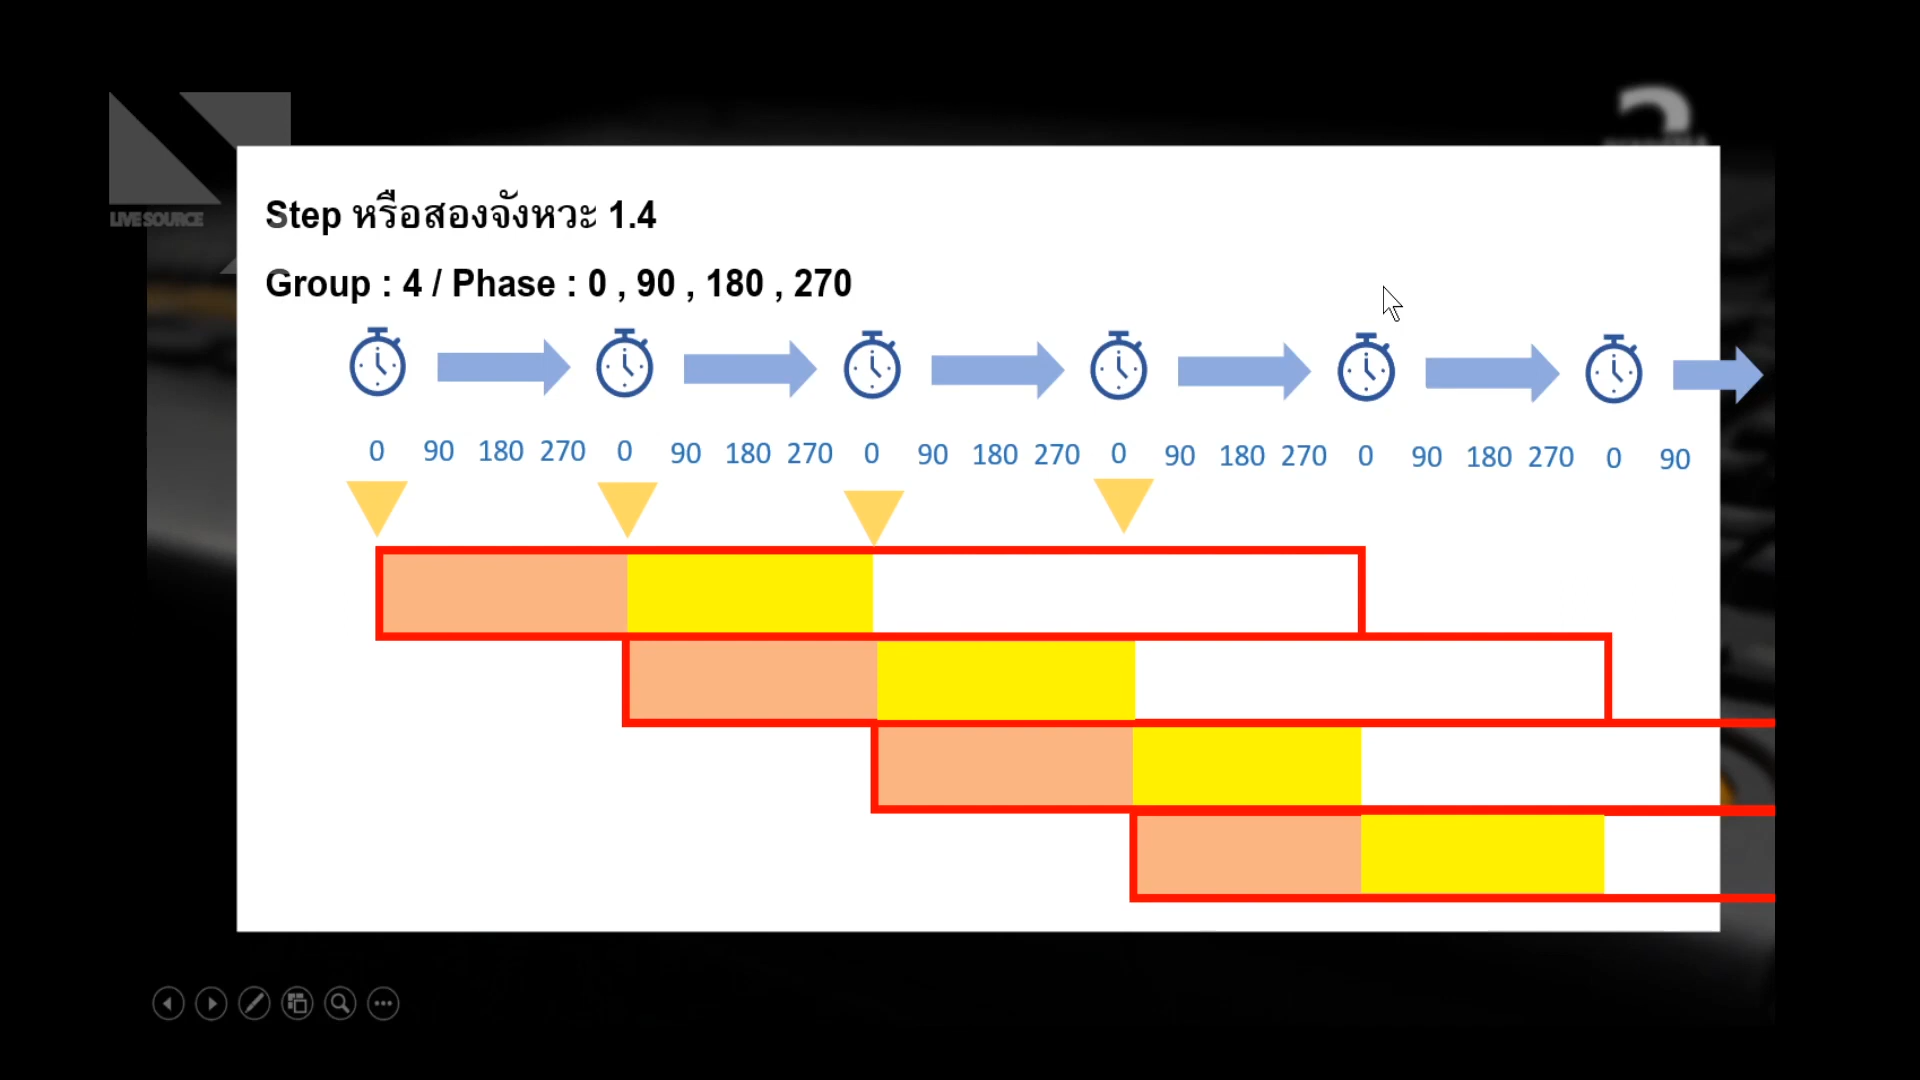 LIVE SOURCE
Step หรือสองจังหวะ 1.4
Group : 4 / Phase : 0 , 90 , 180 , 270
0 90 180 270 0 90 180 270 0 90 180 270 0 90 180 270 0 90 180 270 0 90